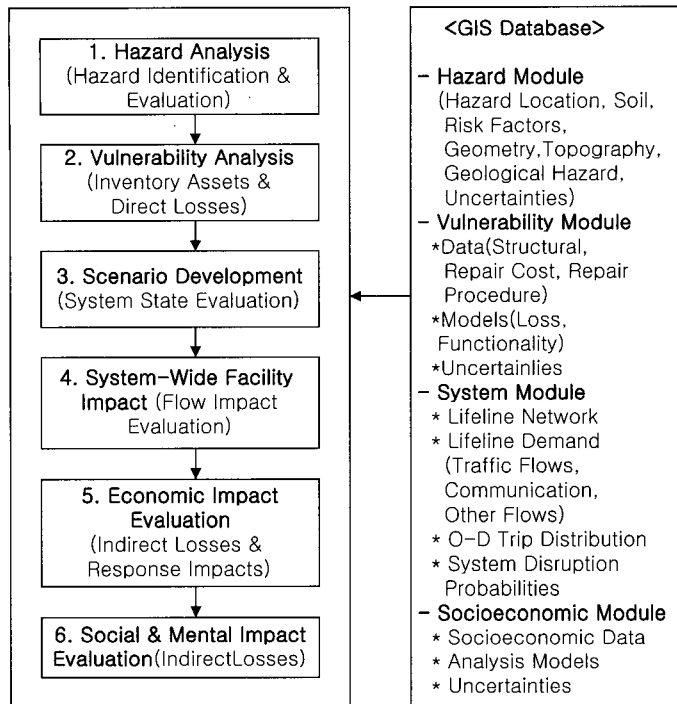 1. Hazard Analysis
(Hazard Identification &
Evaluation)
2. Vulnerability Analysis
(Inventory Assets &
Direct Losses)
3. Scenario Development
(System State Evaluation)
4. System-Wide Facility
Impact (Flow Impact
Evaluation)
5. Economic Impact
Evaluation
(Indirect Losses &
Response Impacts)
6. Social & Mental Impact
Evaluation(IndirectLosses)
<GIS Database>
- Hazard Module
(Hazard Location, Soil,
Risk Factors,
Geometry,Topography,
Geological Hazard,
Uncertainties)
- Vulnerability Module
*Data(Structural,
Repair Cost, Repair
Procedure)
*Models(Loss,
Functionality)
*Uncertainlies
- System Module
* Lifeline Network
* Lifeline Demand
(Traffic Flows,
Communication,
Other Flows)
* O-D Trip Distribution
* System Disruption
Probabilities
- Socioeconomic Module
* Socioeconomic Data
* Analysis Models
* Uncertainties